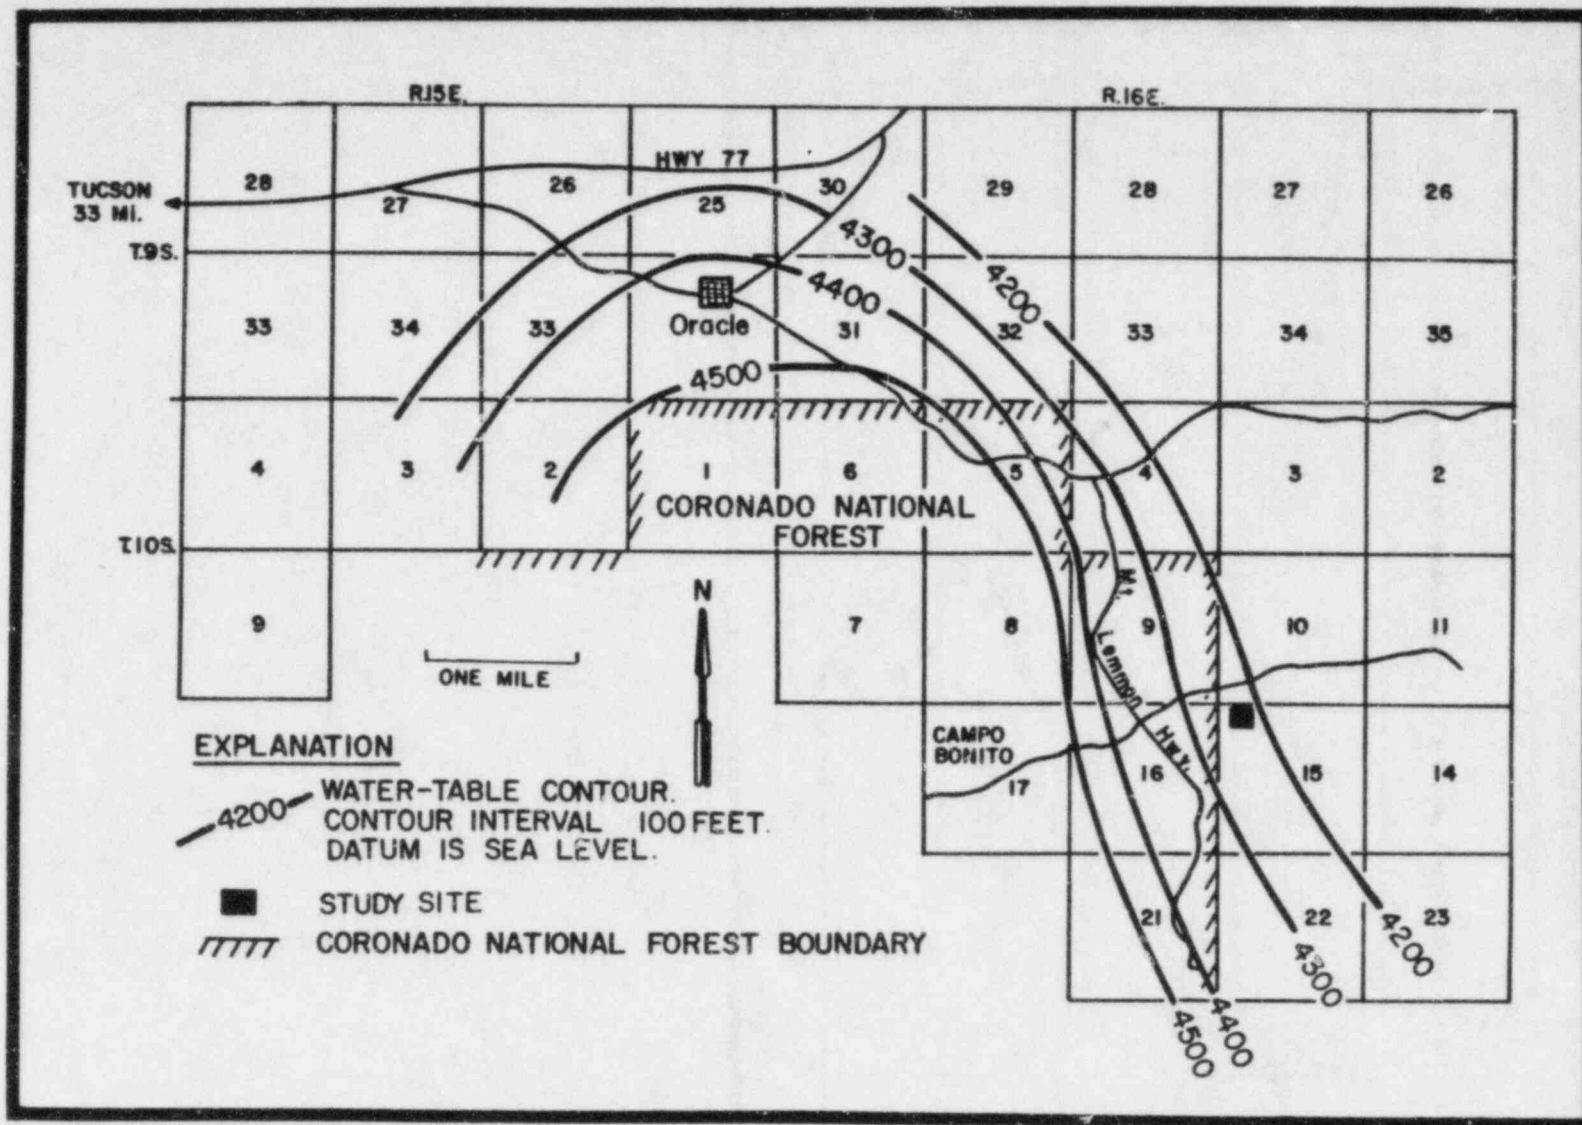 R.15E.
R.16E.
HWY 77
TUCSON
33 MI.
28
27
26
25
30
29
28
27
26
T.9S.
4300
4200
4400
33
34
33
Oracle
31
32
33
34
35
4500
4
3
2
1
6
5
4
3
2
CORONADO NATIONAL
FOREST
T.10S.
N
Mt.
Lemmon
Hwy.
9
7
8
9
10
11
ONE MILE
CAMPO
BONITO
17
16
15
14
EXPLANATION
4200
WATER-TABLE CONTOUR.
CONTOUR INTERVAL 100 FEET.
DATUM IS SEA LEVEL.
STUDY SITE
CORONADO NATIONAL FOREST BOUNDARY
21
22
23
4200
4300
4400
4500